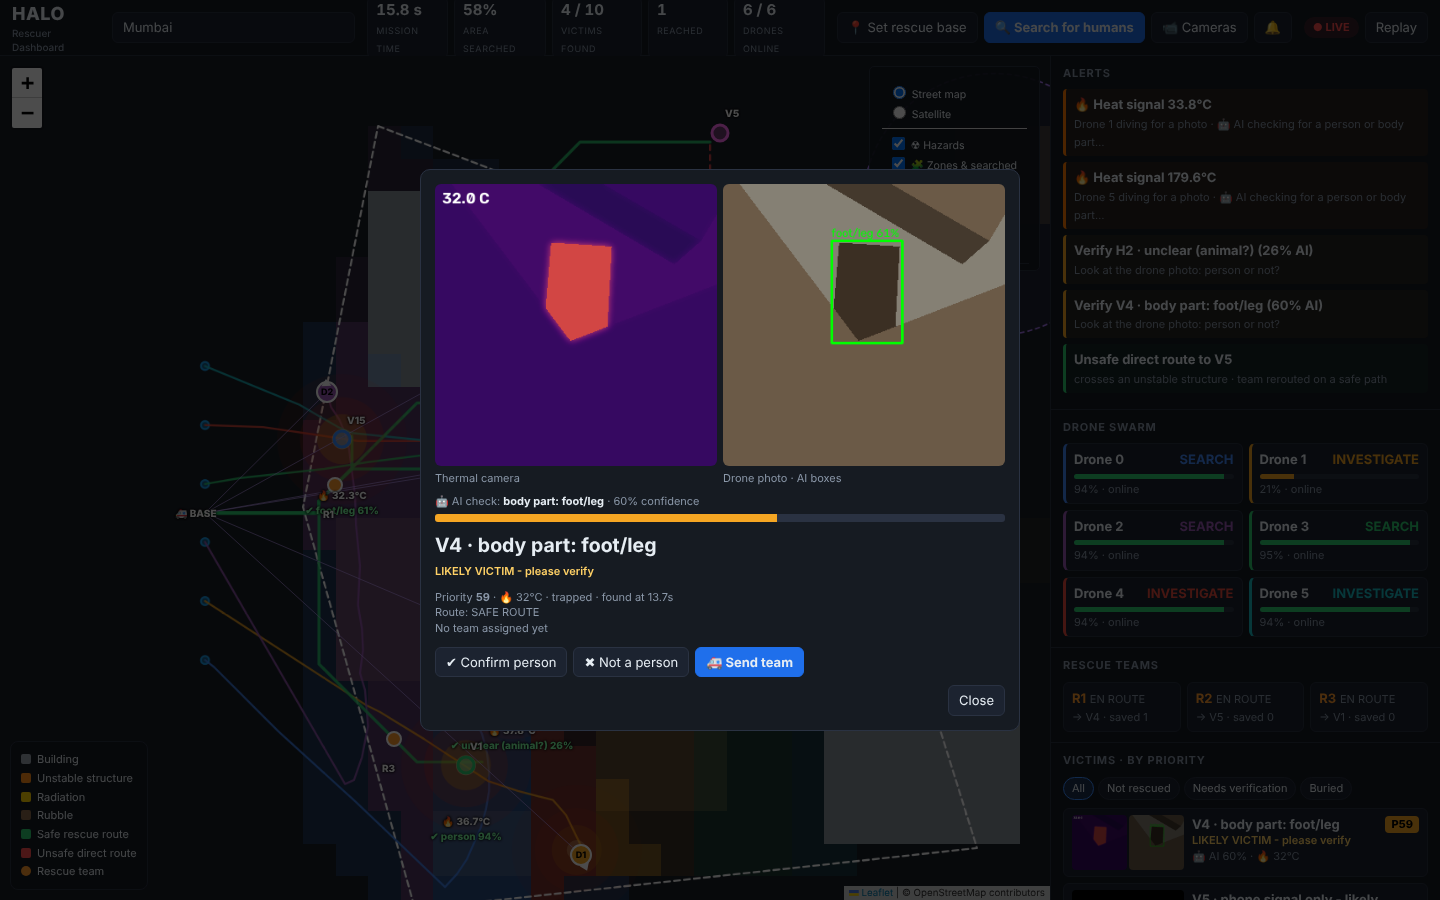 HALO
Rescuer
Dashboard
Mumbai
15.8 s
MISSION
TIME
58%
AREA
SEARCHED
4 / 10
VICTIMS
FOUND
1
REACHED
6 / 6
DRONES
ONLINE
📍 Set rescue base
🔍 Search for humans
📹 Cameras
🔔
LIVE
Replay
+
−
V5
Street map
Satellite
☢ Hazards
🧩 Zones & searched
D2
V15
🔥 32.3°C
✔ foot/leg 61%
R1
🚑 BASE
R3
V1
✔ unclear (animal?) 26%
🔥 36.7°C
✔ person 94%
D1
Building
Unstable structure
Radiation
Rubble
Safe rescue route
Unsafe direct route
Rescue team
Leaflet | © OpenStreetMap contributors
32.0 C
foot/leg 61%
Thermal camera
Drone photo · AI boxes
🤖 AI check: body part: foot/leg · 60% confidence
V4 · body part: foot/leg
LIKELY VICTIM - please verify
Priority 59 · 🔥 32°C · trapped · found at 13.7s
Route: SAFE ROUTE
No team assigned yet
✔ Confirm person
✖ Not a person
🚑 Send team
Close
ALERTS
🔥 Heat signal 33.8°C
Drone 1 diving for a photo · 🤖 AI checking for a person or body
part...
🔥 Heat signal 179.6°C
Drone 5 diving for a photo · 🤖 AI checking for a person or body
part...
Verify H2 · unclear (animal?) (26% AI)
Look at the drone photo: person or not?
Verify V4 · body part: foot/leg (60% AI)
Look at the drone photo: person or not?
Unsafe direct route to V5
crosses an unstable structure · team rerouted on a safe path
DRONE SWARM
Drone 0 SEARCH
94% · online
Drone 1 INVESTIGATE
21% · online
Drone 2 SEARCH
94% · online
Drone 3 SEARCH
95% · online
Drone 4 INVESTIGATE
94% · online
Drone 5 INVESTIGATE
94% · online
RESCUE TEAMS
R1 EN ROUTE
→ V4 · saved 1
R2 EN ROUTE
→ V5 · saved 0
R3 EN ROUTE
→ V1 · saved 0
VICTIMS · BY PRIORITY
All
Not rescued
Needs verification
Buried
V4 · body part: foot/leg
P59
LIKELY VICTIM - please verify
🤖 AI 60% · 🔥 32°C
V5 · phone signal only - likely